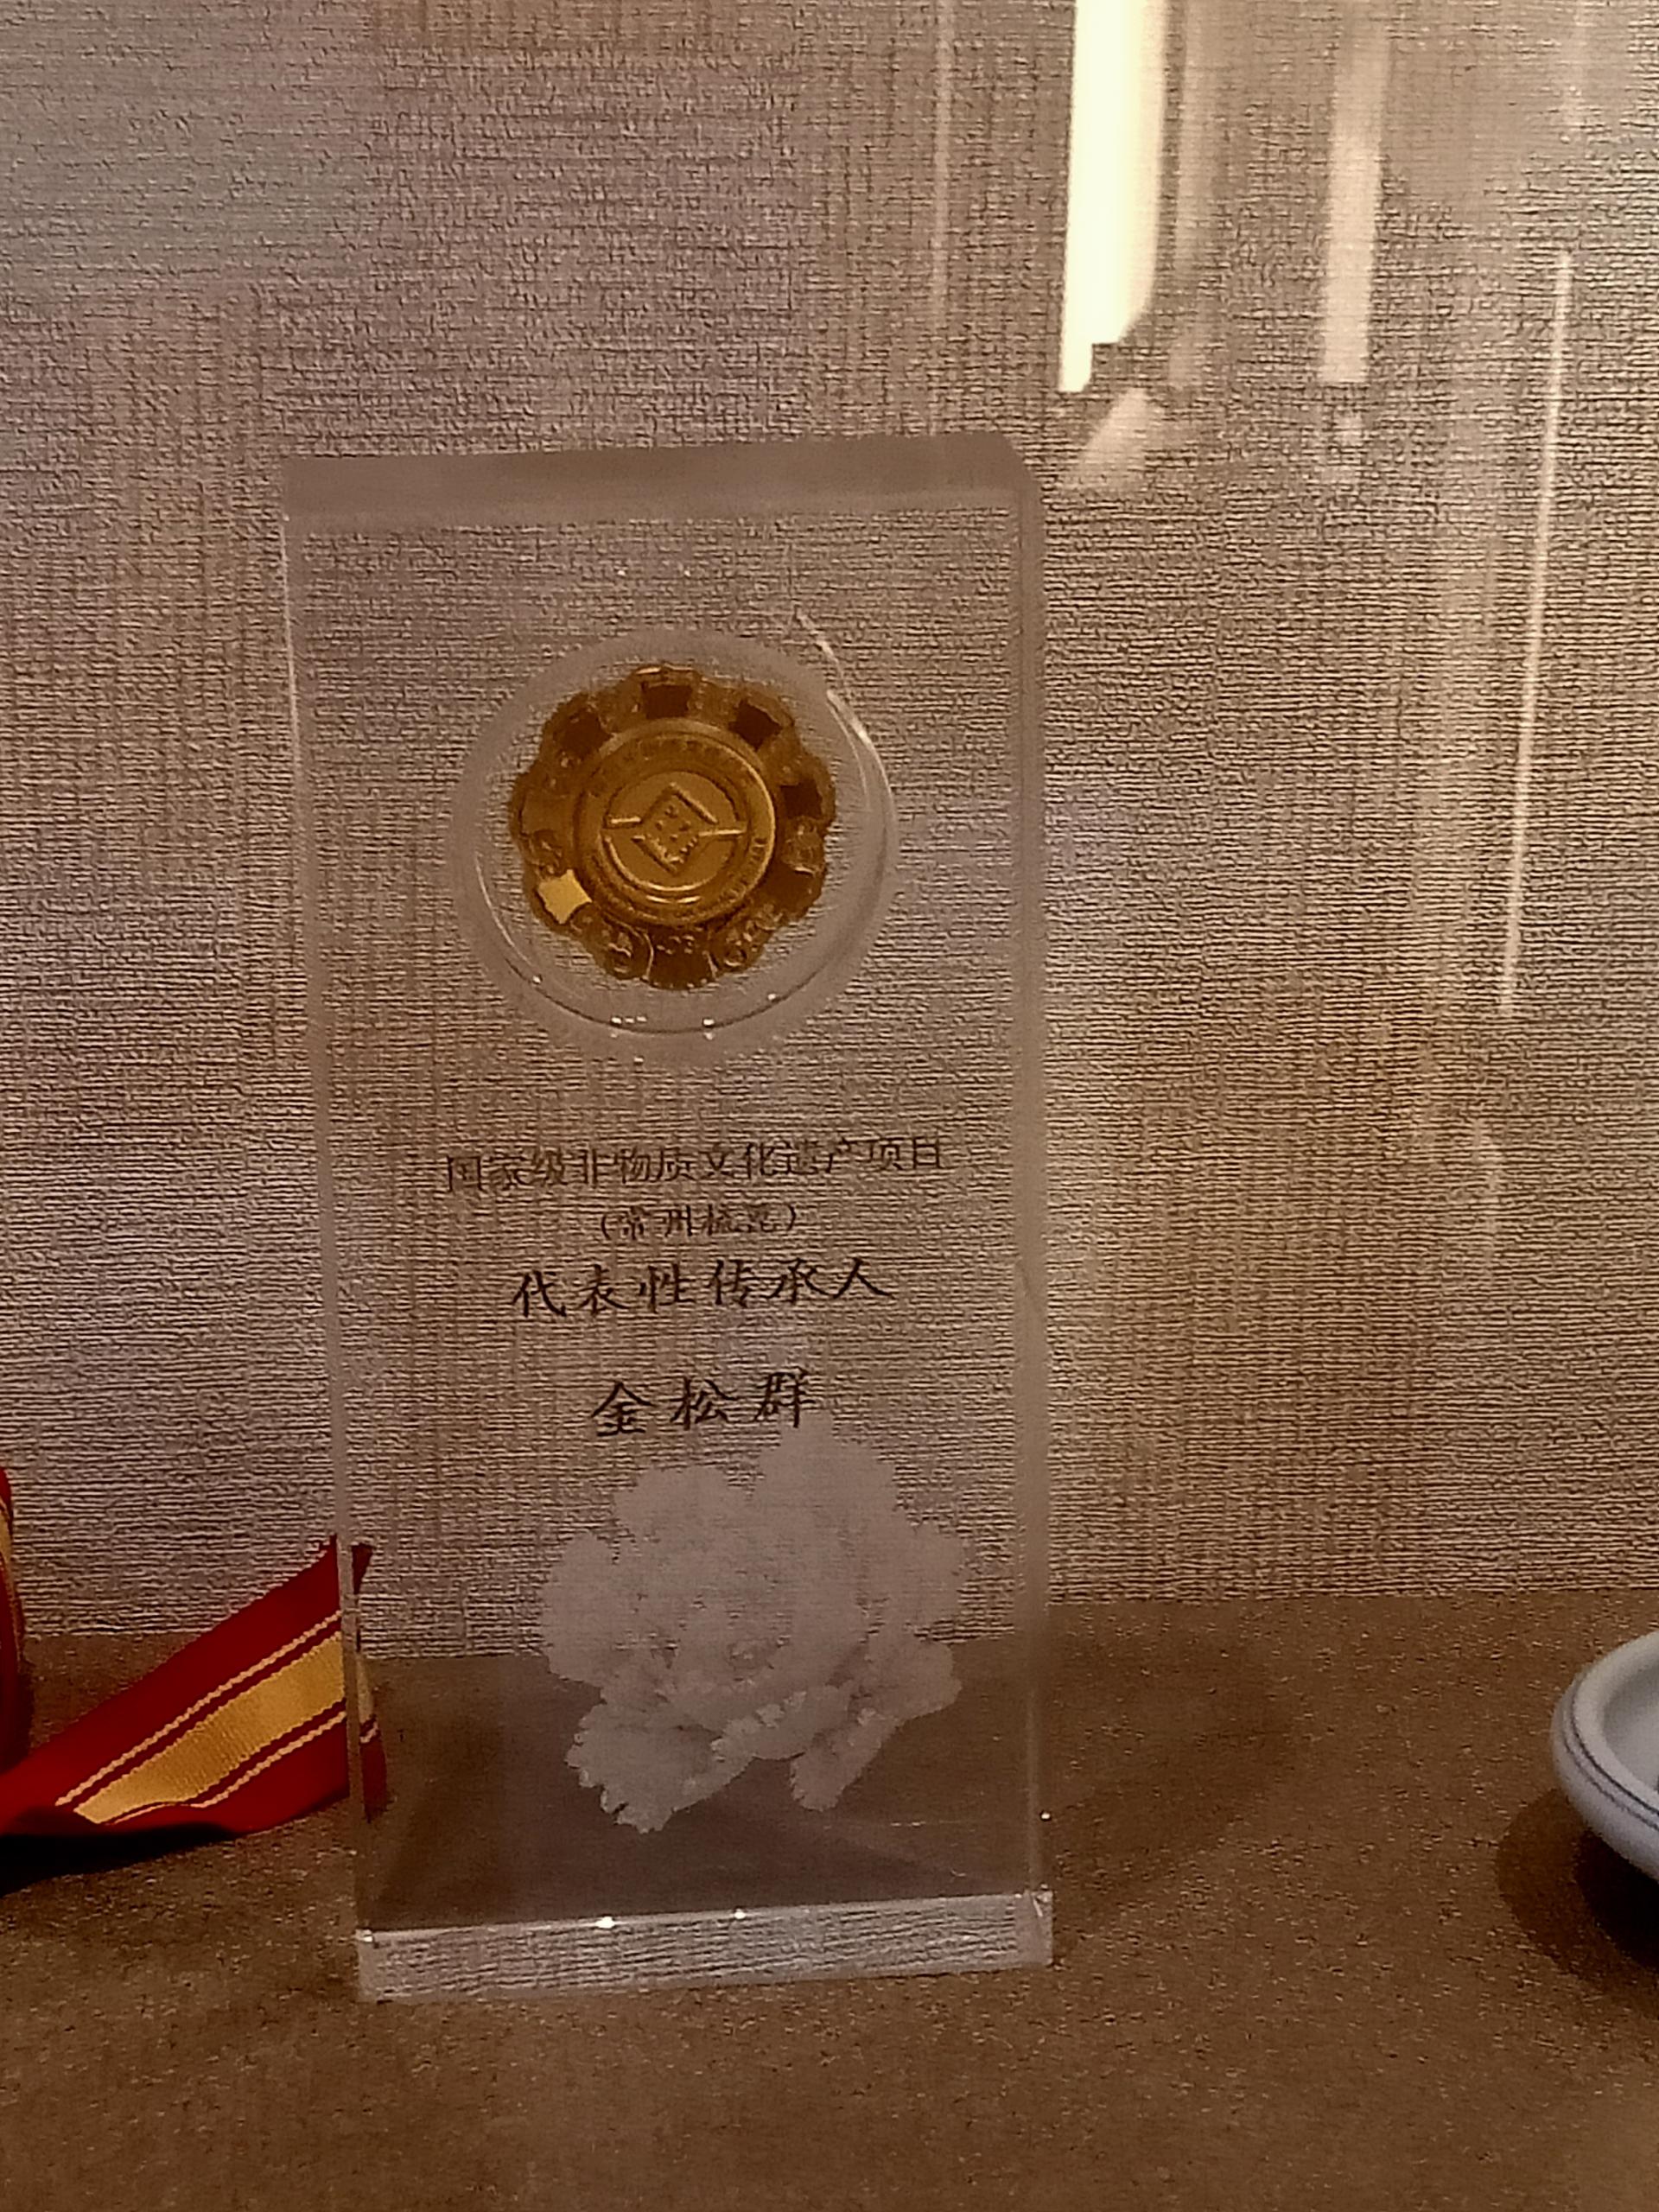 国家级非物质文化遗产项目
（常州梳篦）
代表性传承人
金松群